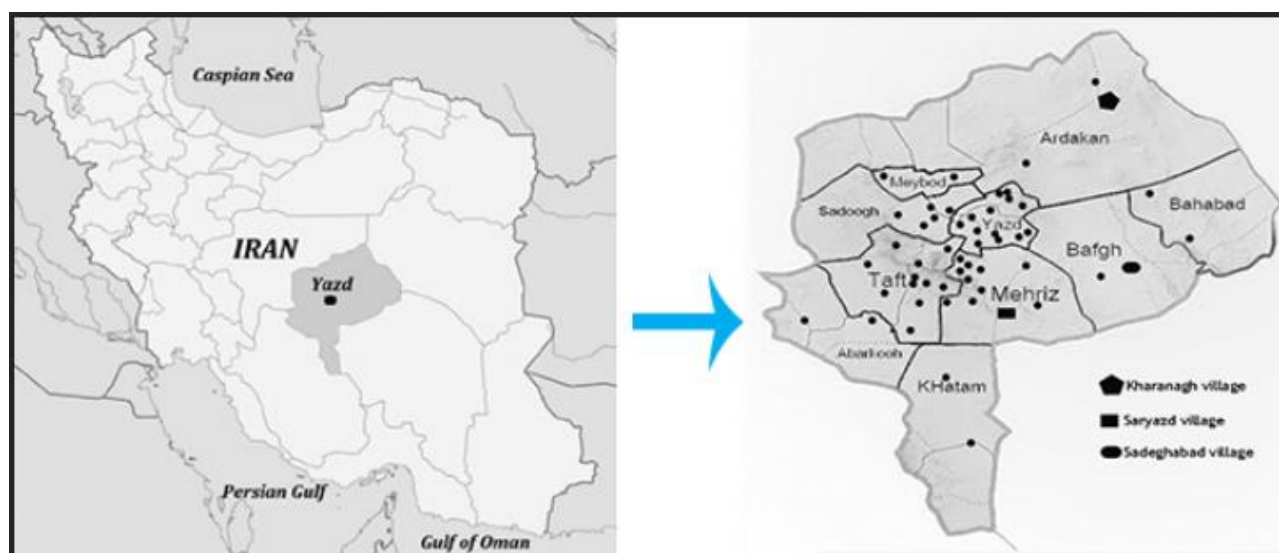 Caspian Sea
IRAN
Yazd
Persian Gulf
Gulf of Oman
Ardakan
Meybod
Bahabad
Sadoogh
Yazd
Bafgh
Taft
Mehriz
Abarkooh
KHatam
Kharanagh village
Saryazd village
Sadeghabad village